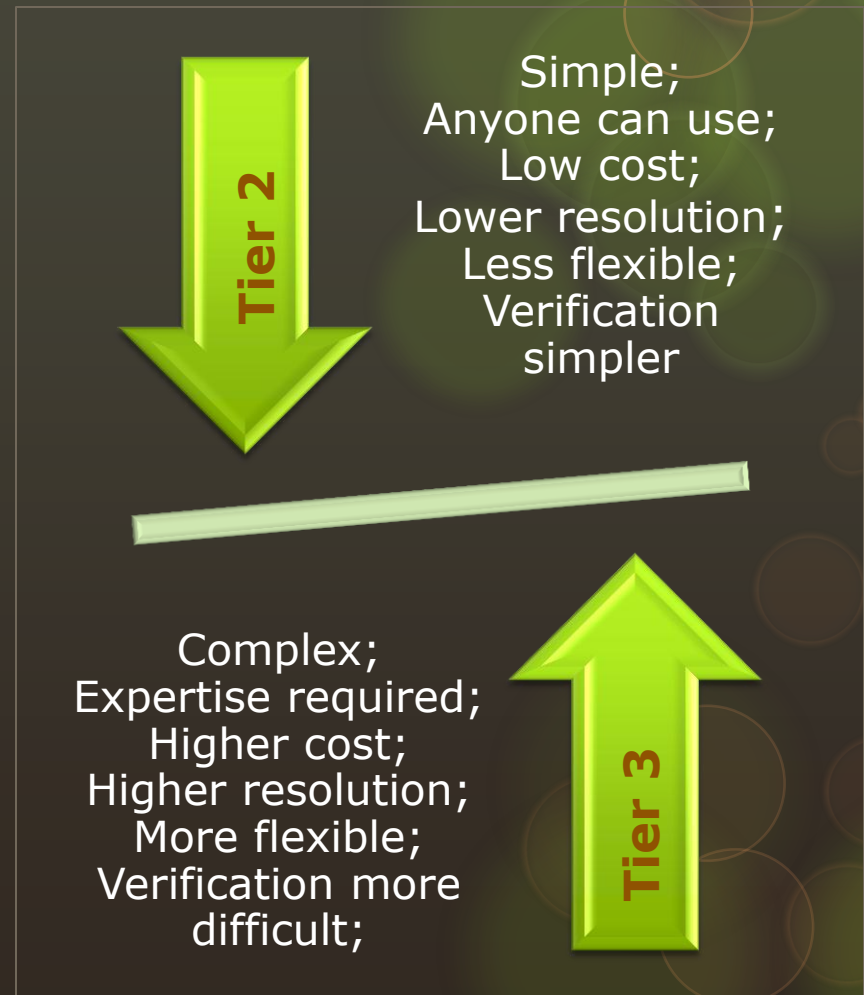 Tier 2
Simple;
Anyone can use;
Low cost;
Lower resolution;
Less flexible;
Verification
simpler
Complex;
Expertise required;
Higher cost;
Higher resolution;
More flexible;
Verification more
difficult;
Tier 3